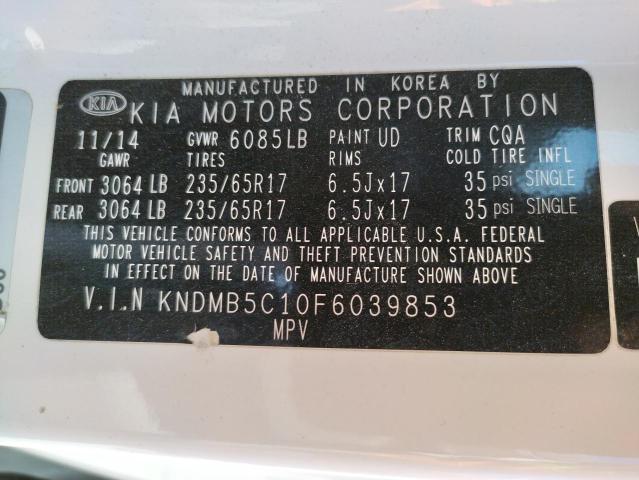 MANUFACTURED IN KOREA BY
KIA KIA MOTORS CORPORATION
11/14 GVWR 6085LB PAINT UD TRIM CQA
GAWR TIRES RIMS COLD TIRE INFL
FRONT 3064 LB 235/65R17 6.5Jx17 35 psi SINGLE
REAR 3064 LB 235/65R17 6.5Jx17 35 psi SINGLE
THIS VEHICLE CONFORMS TO ALL APPLICABLE U.S.A. FEDERAL
MOTOR VEHICLE SAFETY AND THEFT PREVENTION STANDARDS
IN EFFECT ON THE DATE OF MANUFACTURE SHOWN ABOVE
V.I.N KNDMB5C10F6039853
MPV